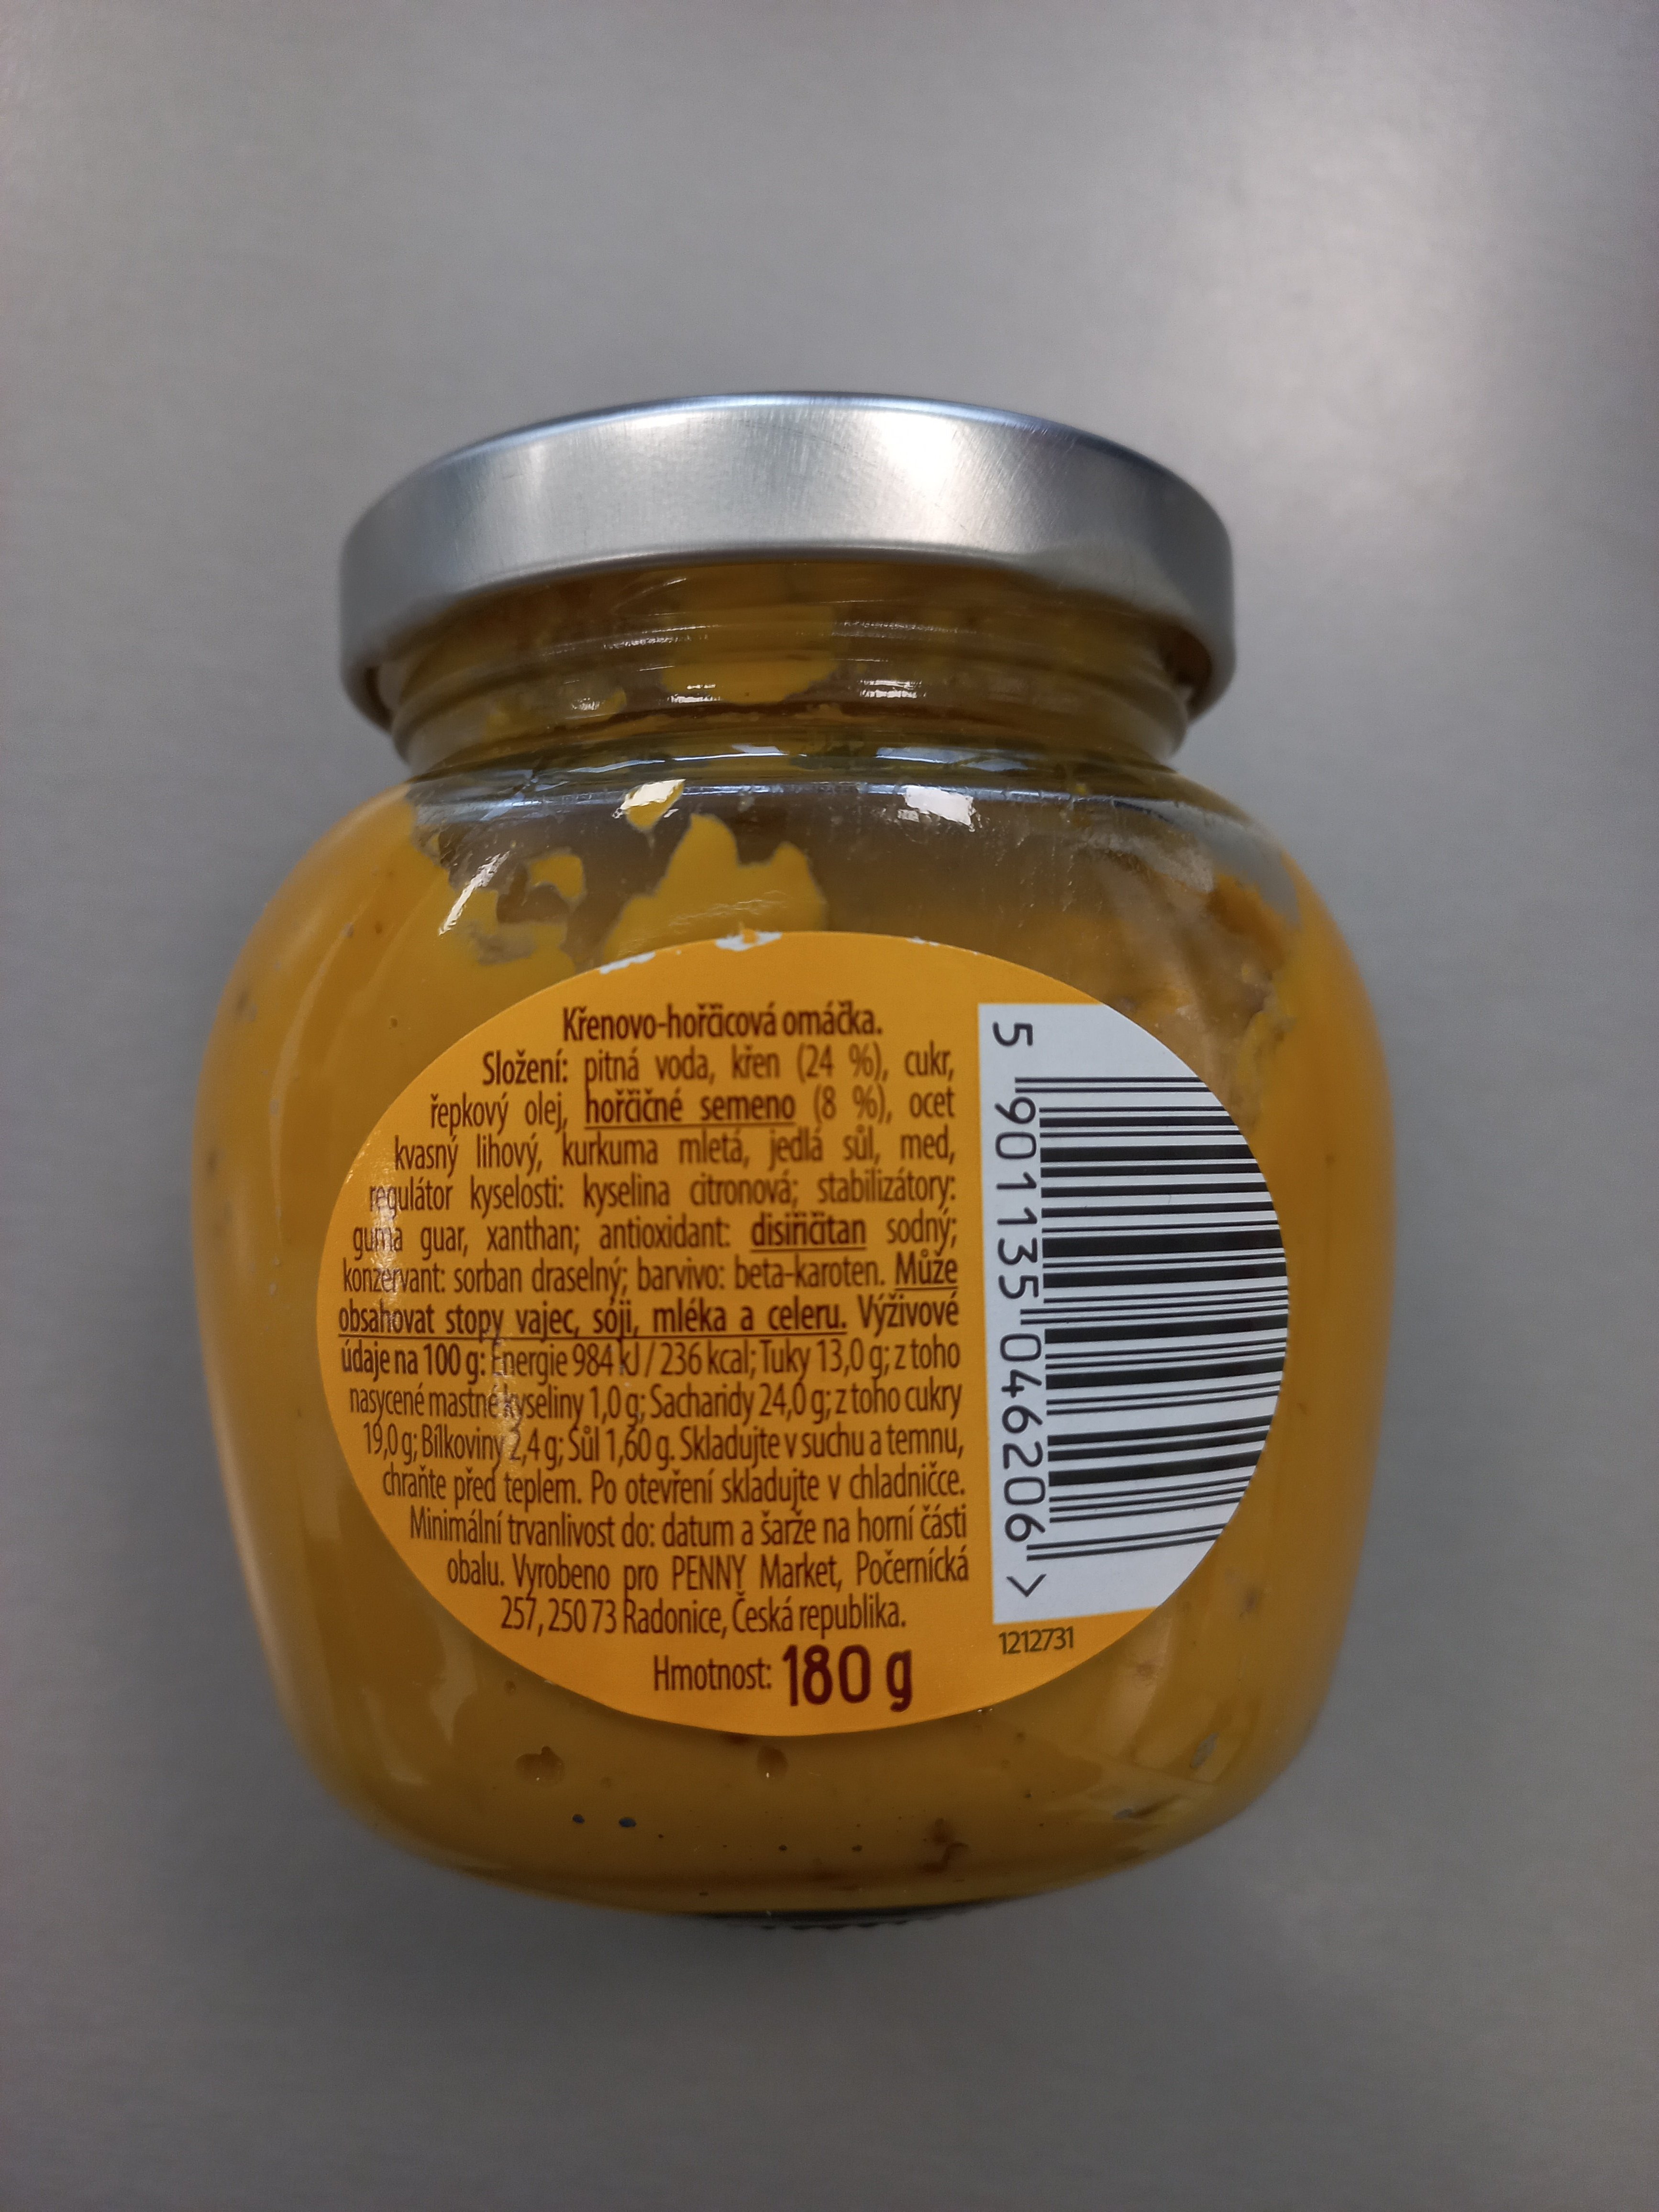 Křenovo-hořčicová omáčka.
Složení: pitná voda, křen (24 %), cukr,
řepkový olej, hořčičné semeno (8 %), ocet
kvasný lihový, kurkuma mletá, jedlá sůl, med,
regulátor kyselosti: kyselina citronová; stabilizátory:
guma guar, xanthan; antioxidant: disiřičitan sodný;
konzervant: sorban draselný; barvivo: beta-karoten. Může
obsahovat stopy vajec, sóji, mléka a celeru. Výživové
údaje na 100 g: Energie 984 kJ / 236 kcal; Tuky 13,0 g; z toho
nasycené mastné kyseliny 1,0 g; Sacharidy 24,0 g; z toho cukry
19,0 g; Bílkoviny 2,4 g; Sůl 1,60 g. Skladujte v suchu a temnu,
chraňte před teplem. Po otevření skladujte v chladničce.
Minimální trvanlivost do: datum a šarže na horní části
obalu. Vyrobeno pro PENNY Market, Počernícká
257, 250 73 Radonice, Česká republika.
Hmotnost: 180 g
5 901135 046206 >
1212731